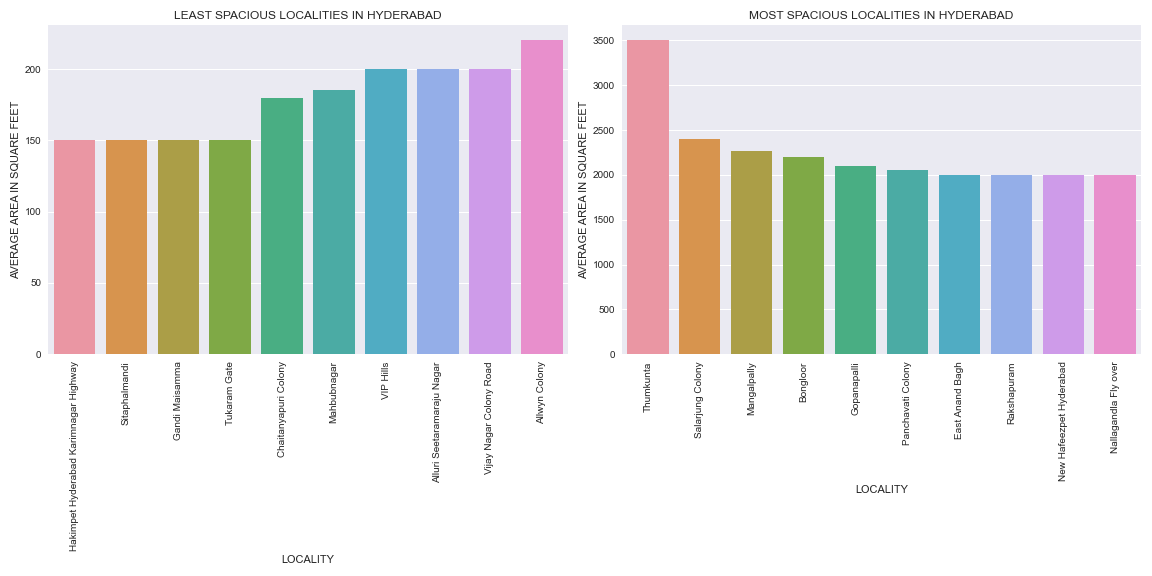 LEAST SPACIOUS LOCALITIES IN HYDERABAD
AVERAGE AREA IN SQUARE FEET
200
150
100
50
0
Hakimpet Hyderabad Karimnagar Highway
Sitaphalmandi
Gandi Maisamma
Tukaram Gate
Chaitanyapuri Colony
Mahbubnagar
VIP Hills
Alluri Seetaramaraju Nagar
Vijay Nagar Colony Road
Allwyn Colony
LOCALITY
MOST SPACIOUS LOCALITIES IN HYDERABAD
AVERAGE AREA IN SQUARE FEET
3500
3000
2500
2000
1500
1000
500
0
Thumkunta
Salarjung Colony
Mangalpally
Bongloor
Gopanapalli
Panchavati Colony
East Anand Bagh
Rakshapuram
New Hafeezpet Hyderabad
Nallagandla Fly over
LOCALITY